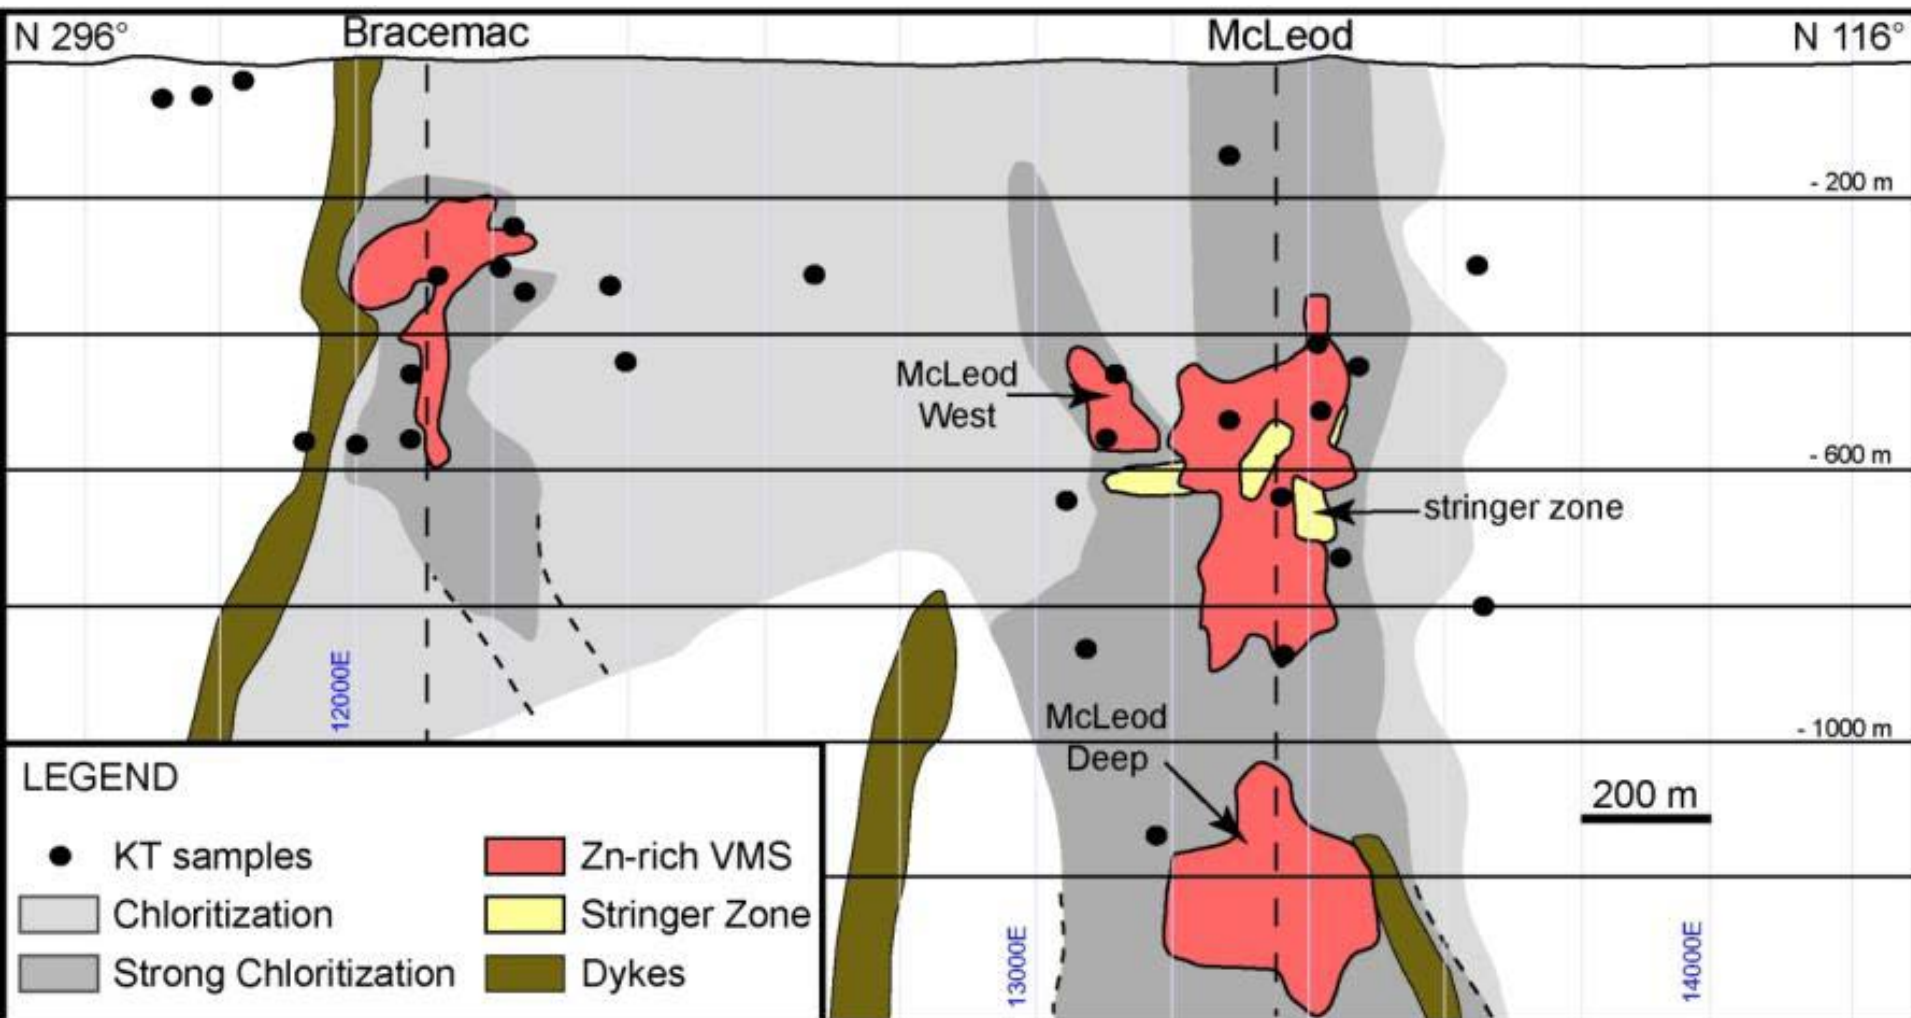 N 296°
Bracemac
McLeod
N 116°
- 200 m
McLeod
West
- 600 m
stringer zone
12000E
McLeod
Deep
- 1000 m
200 m
LEGEND
KT samples
Zn-rich VMS
Chloritization
Stringer Zone
Strong Chloritization
Dykes
13000E
14000E